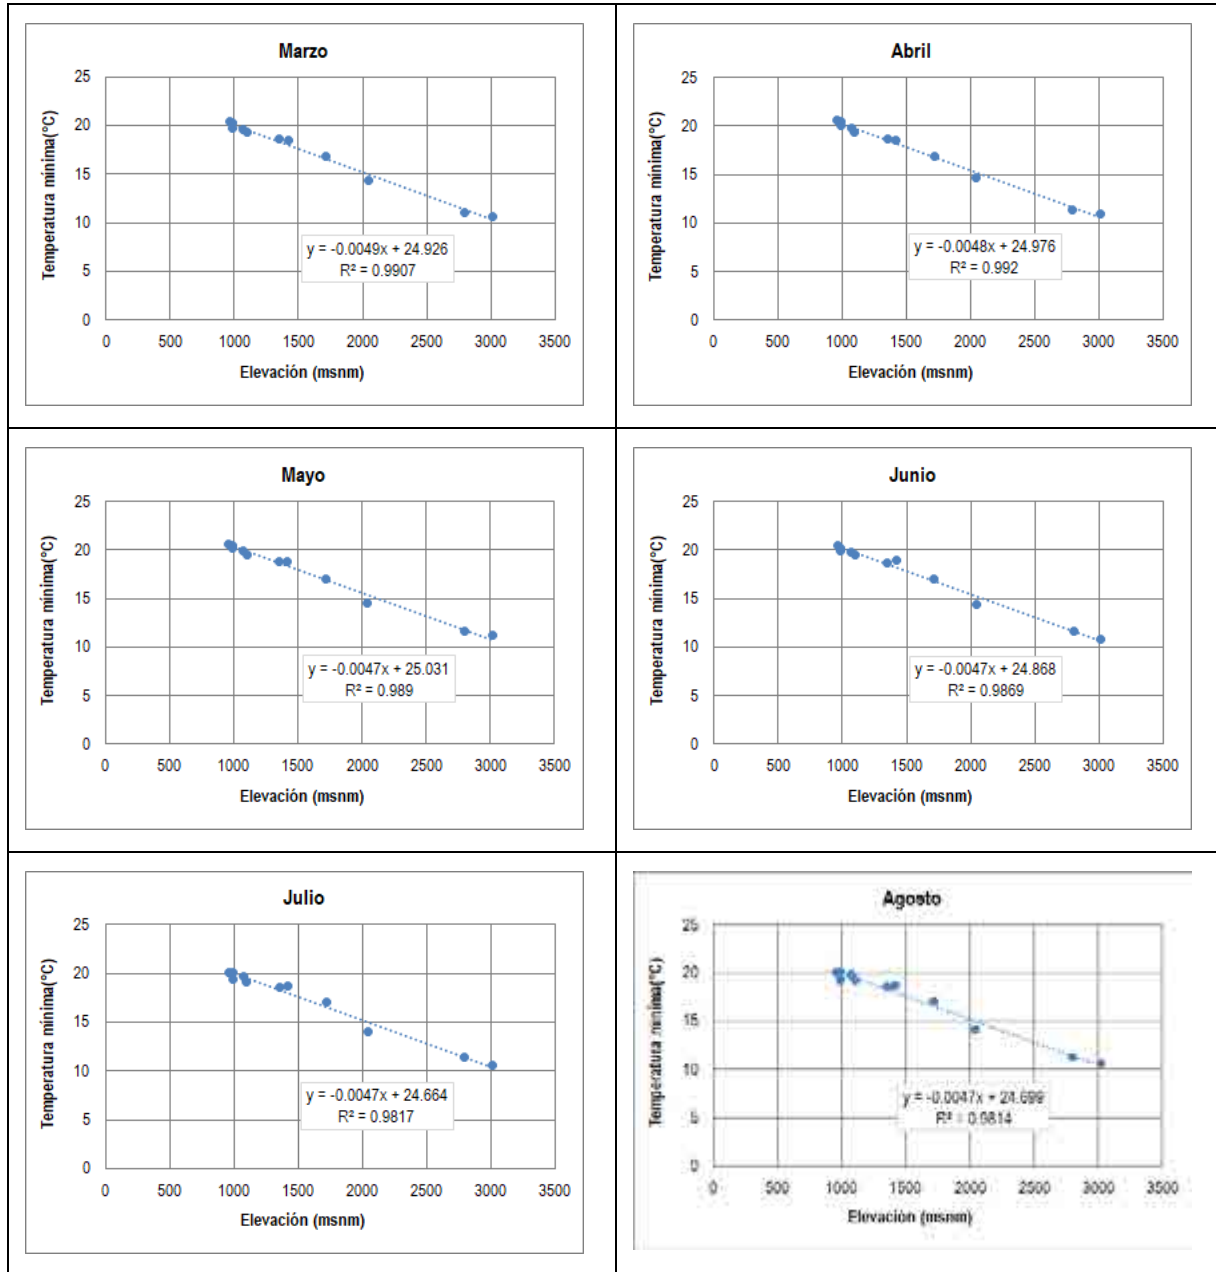 Marzo
Temperatura mínima(°C)
25
20
15
10
5
0
y = -0.0049x + 24.926
R² = 0.9907
0 500 1000 1500 2000 2500 3000 3500
Elevación (msnm)
Abril
Temperatura mínima(°C)
25
20
15
10
5
0
y = -0.0048x + 24.976
R² = 0.992
0 500 1000 1500 2000 2500 3000 3500
Elevación (msnm)
Mayo
Temperatura mínima(°C)
25
20
15
10
5
0
y = -0.0047x + 25.031
R² = 0.989
0 500 1000 1500 2000 2500 3000 3500
Elevación (msnm)
Junio
Temperatura mínima(°C)
25
20
15
10
5
0
y = -0.0047x + 24.868
R² = 0.9869
0 500 1000 1500 2000 2500 3000 3500
Elevación (msnm)
Julio
Temperatura mínima(°C)
25
20
15
10
5
0
y = -0.0047x + 24.664
R² = 0.9817
0 500 1000 1500 2000 2500 3000 3500
Elevación (msnm)
Agosto
Temperatura mínima(°C)
25
20
15
10
5
0
y = -0.0047x + 24.699
R² = 0.9814
0 500 1000 1500 2000 2500 3000 3500
Elevación (msnm)